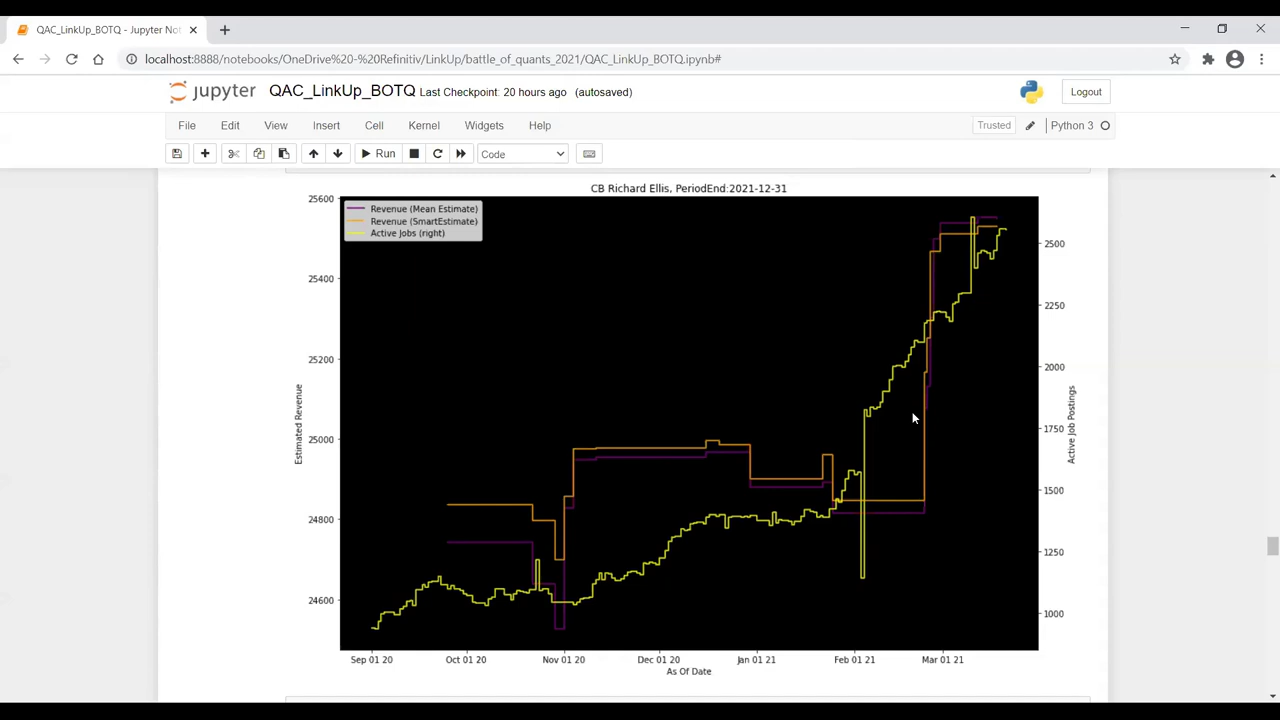 QAC_LinkUp_BOTQ - Jupyter Not
localhost:8888/notebooks/OneDrive%20-%20Refinitiv/LinkUp/battle_of_quants_2021/QAC_LinkUp_BOTQ.ipynb#
jupyter QAC_LinkUp_BOTQ Last Checkpoint: 20 hours ago (autosaved) Logout
File Edit View Insert Cell Kernel Widgets Help Trusted Python 3
Run Code
CB Richard Ellis, PeriodEnd:2021-12-31
Revenue (Mean Estimate)
Revenue (SmartEstimate)
Active Jobs (right)
Estimated Revenue
25600
25400
25200
25000
24800
24600
2500
2250
2000
1750
1500
1250
1000
Active Job Postings
Sep 01 20 Oct 01 20 Nov 01 20 Dec 01 20 Jan 01 21 Feb 01 21 Mar 01 21
As Of Date